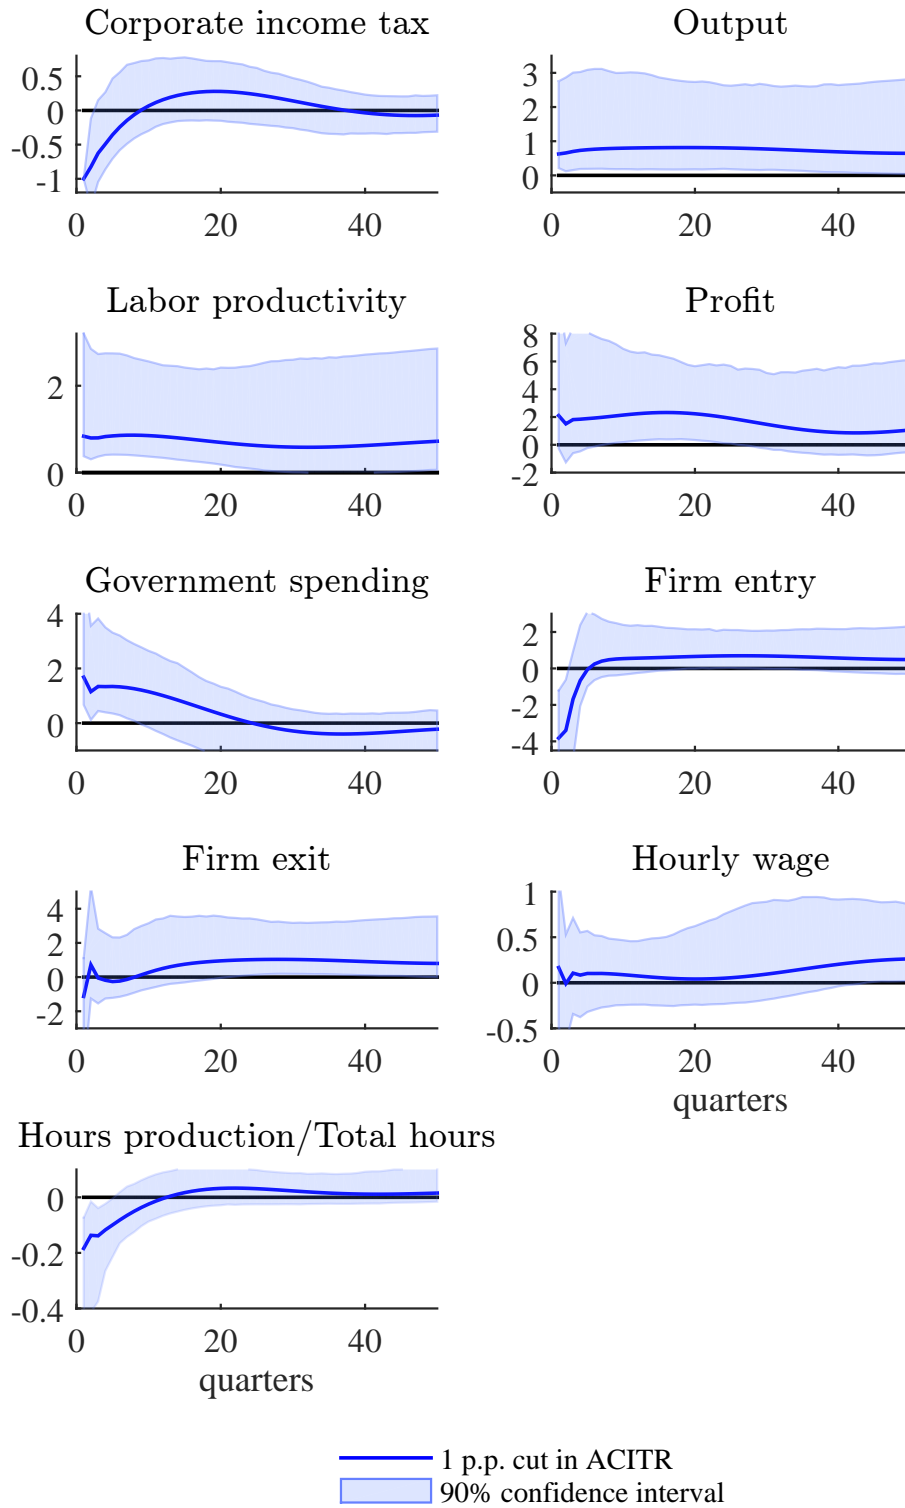 Corporate income tax
0.5
0
-0.5
-1
0 20 40
Output
3
2
1
0
0 20 40
Labor productivity
2
0
0 20 40
Profit
8
6
4
2
0
-2
0 20 40
Government spending
4
2
0
0 20 40
Firm entry
2
0
-2
-4
0 20 40
Firm exit
4
2
0
-2
0 20 40
Hourly wage
1
0.5
0
-0.5
0 20 40
quarters
Hours production/Total hours
0
-0.2
-0.4
0 20 40
quarters
1 p.p. cut in ACITR
90% confidence interval